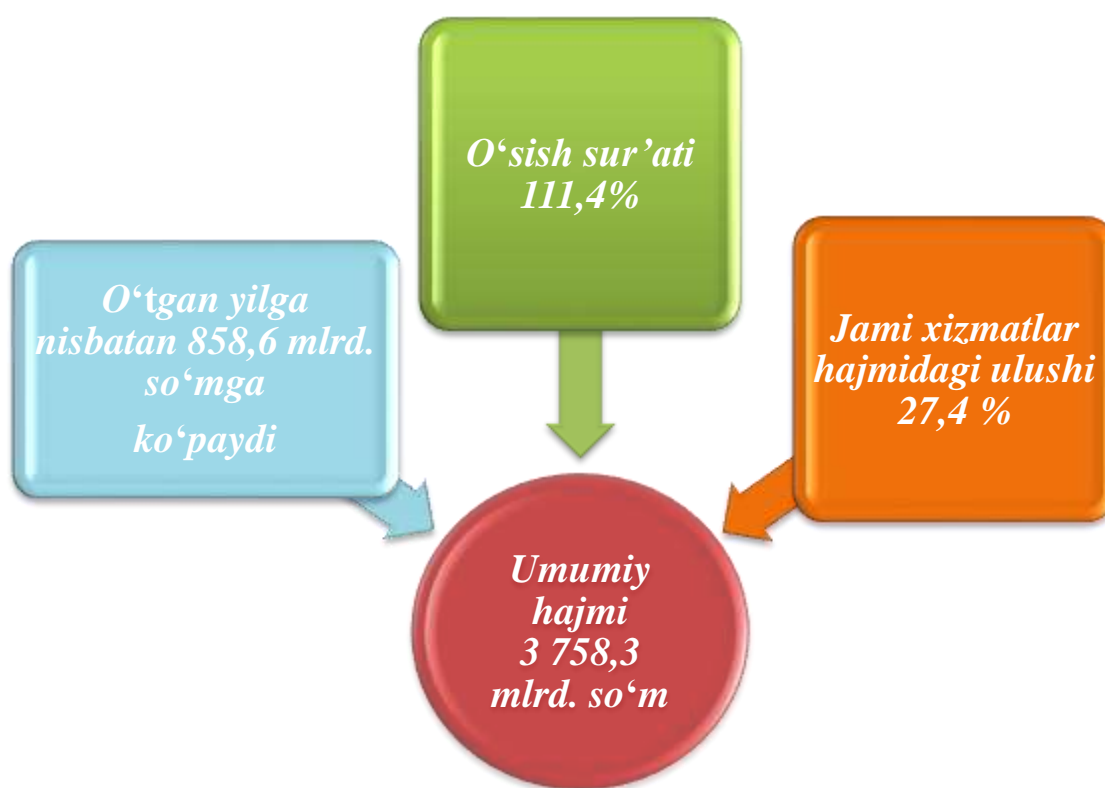 O‘sish sur’ati
111,4%
O‘tgan yilga
nisbatan 858,6 mlrd.
so‘mga
ko‘paydi
Jami xizmatlar
hajmidagi ulushi
27,4 %
Umumiy
hajmi
3 758,3
mlrd. so‘m